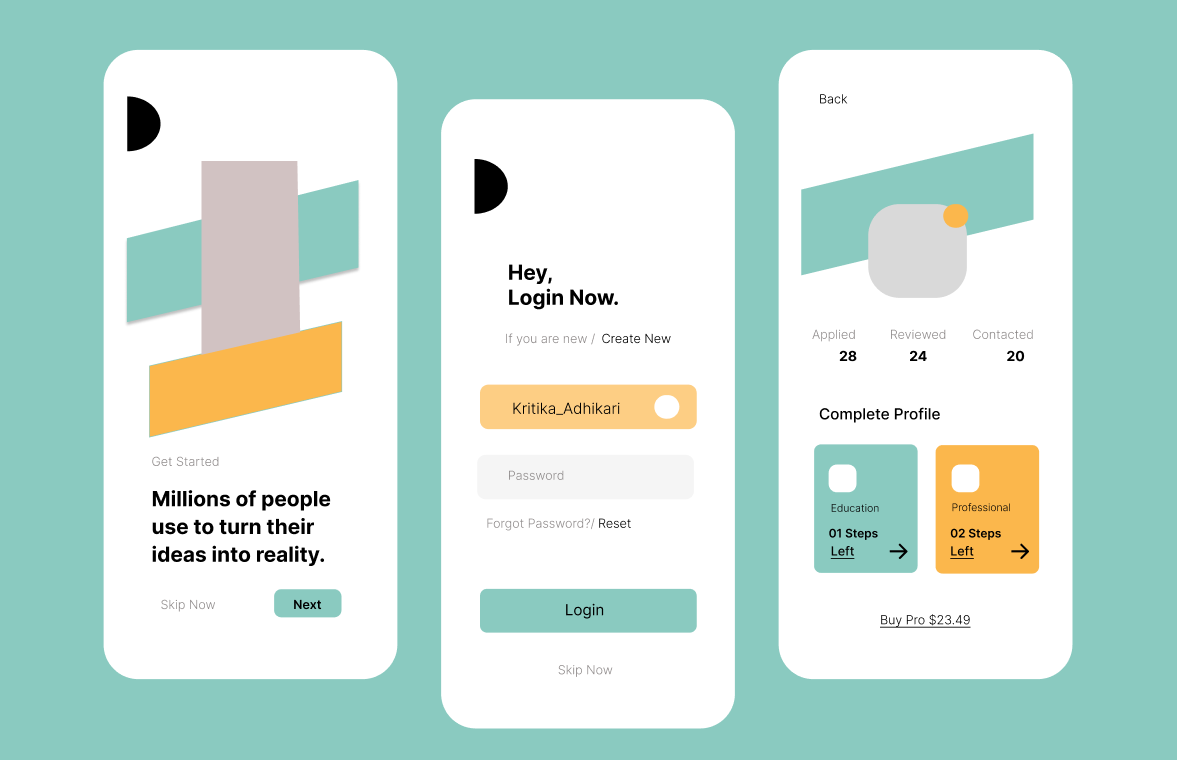 Get Started
Millions of people
use to turn their
ideas into reality.
Skip Now
Next
Hey,
Login Now.
If you are new / Create New
Kritika_Adhikari
Password
Forgot Password?/ Reset
Login
Skip Now
Back
Applied Reviewed Contacted
28 24 20
Complete Profile
Education
01 Steps
Left
Professional
02 Steps
Left
Buy Pro $23.49